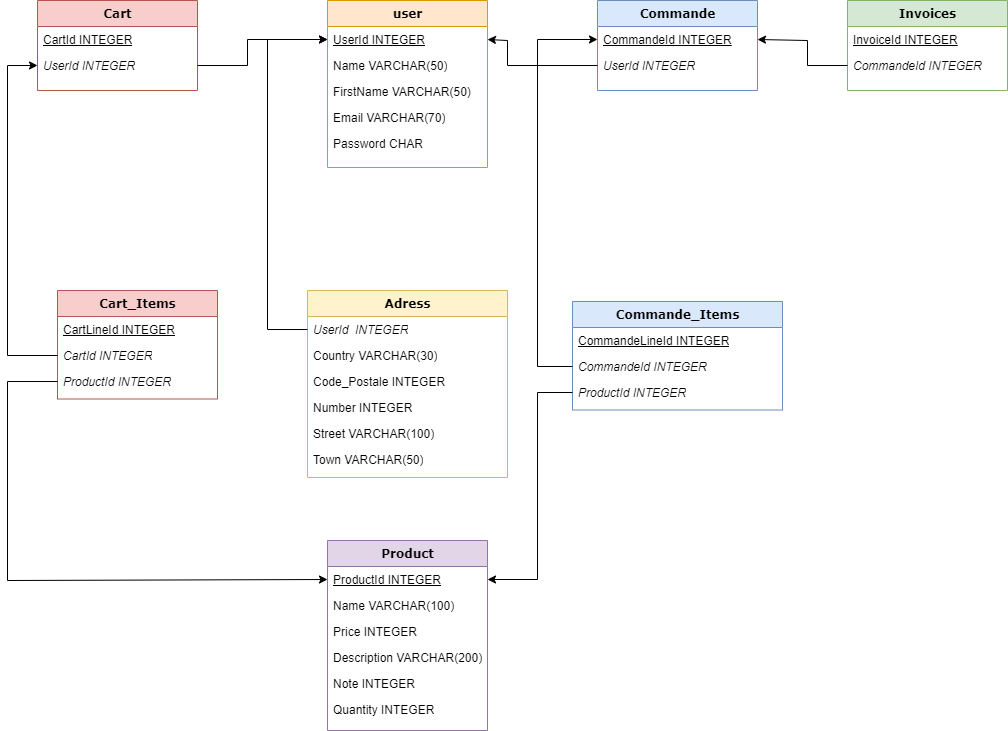 Cart
CartId INTEGER
UserId INTEGER
user
UserId INTEGER
Name VARCHAR(50)
FirstName VARCHAR(50)
Email VARCHAR(70)
Password CHAR
Commande
CommandeId INTEGER
UserId INTEGER
Invoices
InvoiceId INTEGER
CommandeId INTEGER
Cart_Items
CartLineId INTEGER
CartId INTEGER
ProductId INTEGER
Adress
UserId INTEGER
Country VARCHAR(30)
Code_Postale INTEGER
Number INTEGER
Street VARCHAR(100)
Town VARCHAR(50)
Commande_Items
CommandeLineId INTEGER
CommandeId INTEGER
ProductId INTEGER
Product
ProductId INTEGER
Name VARCHAR(100)
Price INTEGER
Description VARCHAR(200)
Note INTEGER
Quantity INTEGER